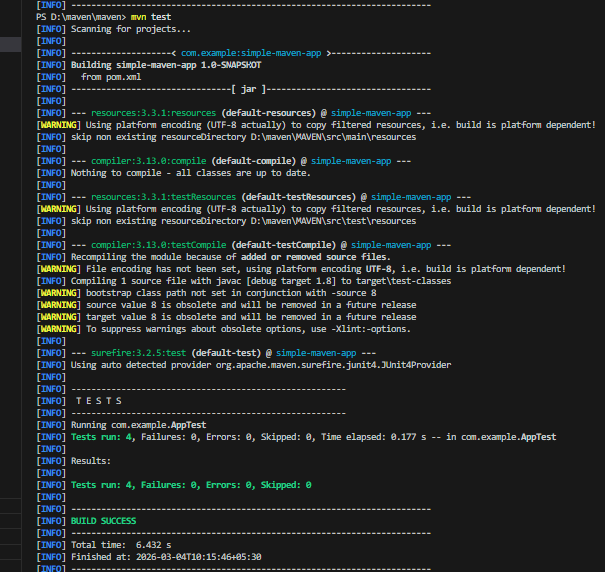 [INFO] ------------------------------------------------------------------------
PS D:\maven\maven> mvn test
[INFO] Scanning for projects...
[INFO]
[INFO] --------------------< com.example:simple-maven-app >--------------------
[INFO] Building simple-maven-app 1.0-SNAPSHOT
[INFO]   from pom.xml
[INFO] --------------------------------[ jar ]---------------------------------
[INFO]
[INFO] --- resources:3.3.1:resources (default-resources) @ simple-maven-app ---
[WARNING] Using platform encoding (UTF-8 actually) to copy filtered resources, i.e. build is platform dependent!
[INFO] skip non existing resourceDirectory D:\maven\MAVEN\src\main\resources
[INFO]
[INFO] --- compiler:3.13.0:compile (default-compile) @ simple-maven-app ---
[INFO] Nothing to compile - all classes are up to date.
[INFO]
[INFO] --- resources:3.3.1:testResources (default-testResources) @ simple-maven-app ---
[WARNING] Using platform encoding (UTF-8 actually) to copy filtered resources, i.e. build is platform dependent!
[INFO] skip non existing resourceDirectory D:\maven\MAVEN\src\test\resources
[INFO]
[INFO] --- compiler:3.13.0:testCompile (default-testCompile) @ simple-maven-app ---
[INFO] Recompiling the module because of added or removed source files.
[WARNING] File encoding has not been set, using platform encoding UTF-8, i.e. build is platform dependent!
[INFO] Compiling 1 source file with javac [debug target 1.8] to target\test-classes
[WARNING] bootstrap class path not set in conjunction with -source 8
[WARNING] source value 8 is obsolete and will be removed in a future release
[WARNING] target value 8 is obsolete and will be removed in a future release
[WARNING] To suppress warnings about obsolete options, use -Xlint:-options.
[INFO]
[INFO] --- surefire:3.2.5:test (default-test) @ simple-maven-app ---
[INFO] Using auto detected provider org.apache.maven.surefire.junit4.JUnit4Provider
[INFO]
[INFO] -------------------------------------------------------
[INFO]  T E S T S
[INFO] -------------------------------------------------------
[INFO] Running com.example.AppTest
[INFO] Tests run: 4, Failures: 0, Errors: 0, Skipped: 0, Time elapsed: 0.177 s -- in com.example.AppTest
[INFO]
[INFO] Results:
[INFO]
[INFO] Tests run: 4, Failures: 0, Errors: 0, Skipped: 0
[INFO]
[INFO] ------------------------------------------------------------------------
[INFO] BUILD SUCCESS
[INFO] ------------------------------------------------------------------------
[INFO] Total time:  6.432 s
[INFO] Finished at: 2026-03-04T10:15:46+05:30
[INFO] ------------------------------------------------------------------------